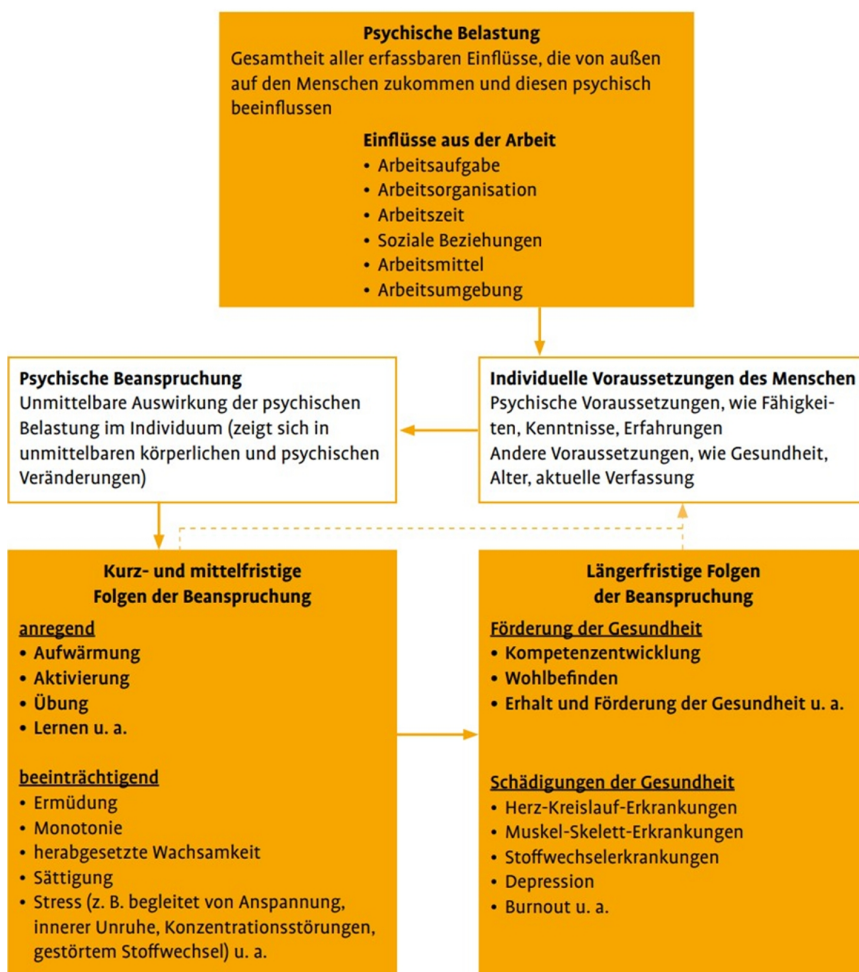 Psychische Belastung
Gesamtheit aller erfassbaren Einflüsse, die von außen
auf den Menschen zukommen und diesen psychisch
beeinflussen
Einflüsse aus der Arbeit
• Arbeitsaufgabe
• Arbeitsorganisation
• Arbeitszeit
• Soziale Beziehungen
• Arbeitsmittel
• Arbeitsumgebung
Psychische Beanspruchung
Unmittelbare Auswirkung der psychischen
Belastung im Individuum (zeigt sich in
unmittelbaren körperlichen und psychischen
Veränderungen)
Individuelle Voraussetzungen des Menschen
Psychische Voraussetzungen, wie Fähigkei-
ten, Kenntnisse, Erfahrungen
Andere Voraussetzungen, wie Gesundheit,
Alter, aktuelle Verfassung
Kurz- und mittelfristige
Folgen der Beanspruchung
anregend
• Aufwärmung
• Aktivierung
• Übung
• Lernen u. a.
beeinträchtigend
• Ermüdung
• Monotonie
• herabgesetzte Wachsamkeit
• Sättigung
• Stress (z. B. begleitet von Anspannung,
innerer Unruhe, Konzentrationsstörungen,
gestörtem Stoffwechsel) u. a.
Längerfristige Folgen
der Beanspruchung
Förderung der Gesundheit
• Kompetenzentwicklung
• Wohlbefinden
• Erhalt und Förderung der Gesundheit u. a.
Schädigungen der Gesundheit
• Herz-Kreislauf-Erkrankungen
• Muskel-Skelett-Erkrankungen
• Stoffwechselerkrankungen
• Depression
• Burnout u. a.